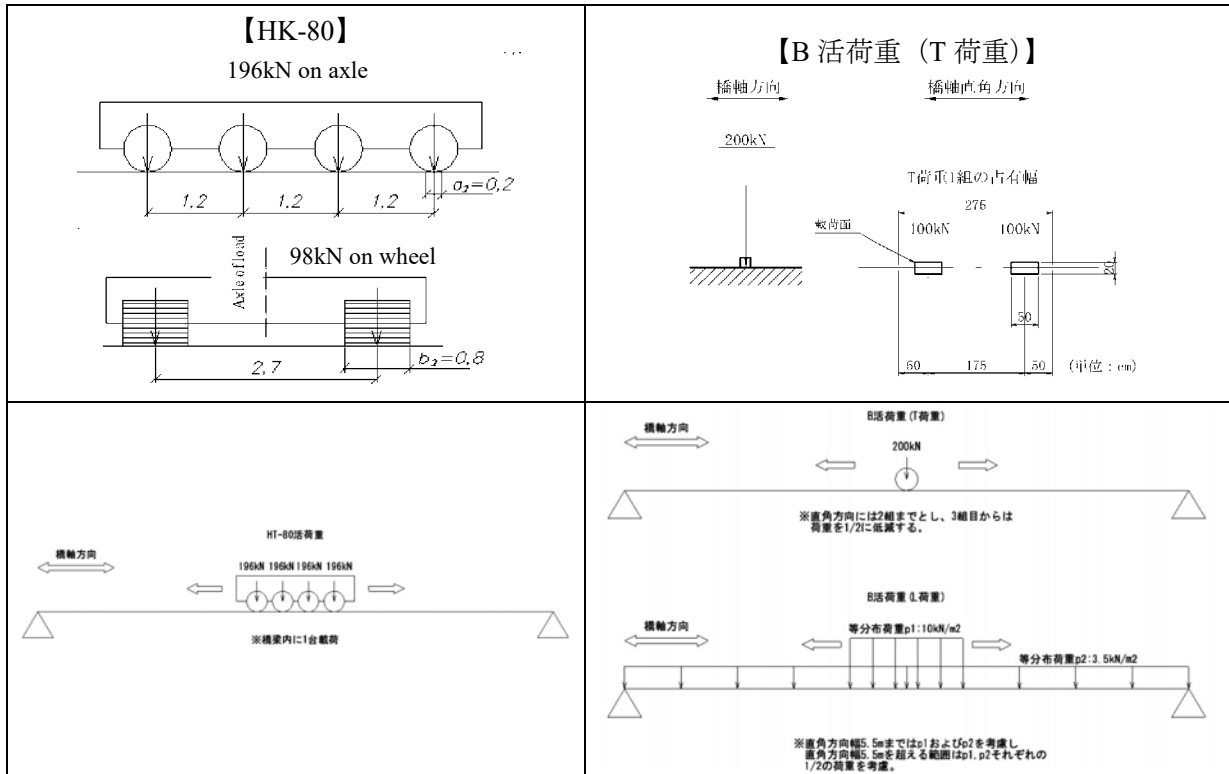 【HK-80】
196kN on axle
a₂=0,2
1,2
1,2
1,2
Axle of load
98kN on wheel
2,7
b₂=0,8
【B 活荷重（T 荷重）】
橋軸方向
橋軸直角方向
200kN
T荷重1組の占有幅
275
載荷面
100kN
100kN
20
50
50
175
50
(単位：cm)
HT-80活荷重
橋軸方向
196kN 196kN 196kN 196kN
※橋梁内に1台載荷
B活荷重(T荷重)
橋軸方向
200kN
※直角方向には2組までとし、3組目からは
荷重を1/2に低減する。
B活荷重(L荷重)
橋軸方向
等分布荷重p1:10kN/m2
等分布荷重p2:3.5kN/m2
※直角方向幅5.5mまではp1およびp2を考慮し
直角方向幅5.5mを超える範囲はp1,p2それぞれの
1/2の荷重を考慮。